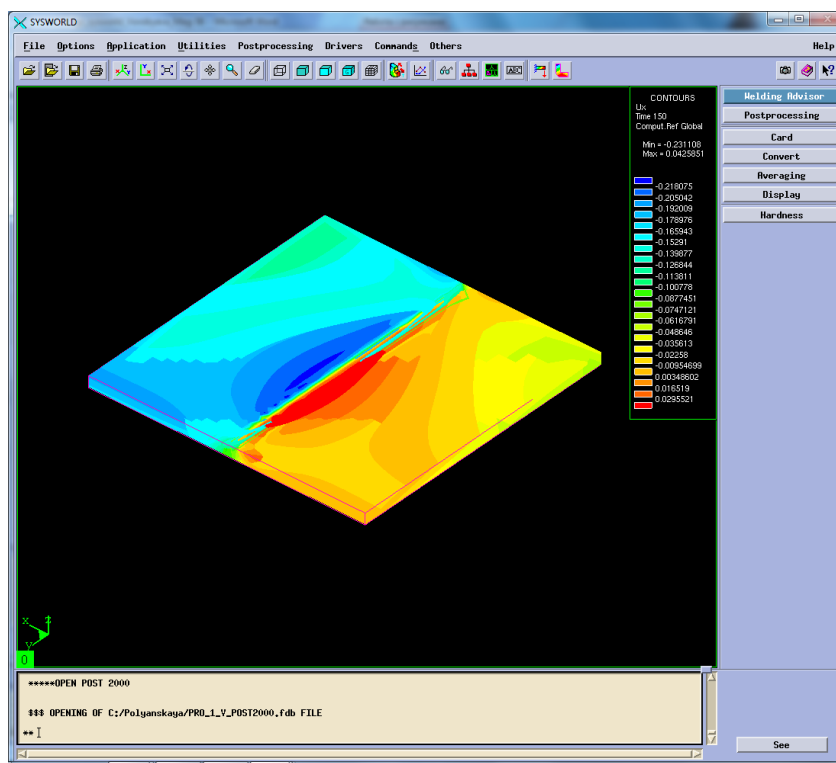 SYSWORLD
File Options Application Utilities Postprocessing Drivers Commands Others Help
ABC
CONTOURS
Ux
Time 150
Comput.Ref Global
Min = -0.231108
Max = 0.0425851
-0.218075
-0.205042
-0.192009
-0.178976
-0.165943
-0.15291
-0.139877
-0.126844
-0.113811
-0.100778
-0.0877451
-0.0747121
-0.0616791
-0.048646
-0.035613
-0.02258
-0.00954699
0.00348602
0.016519
0.0295521
Welding Advisor
Postprocessing
Card
Convert
Averaging
Display
Hardness
X Z
Y
0
*****OPEN POST 2000
$$$ OPENING OF C:/Polyanskaya/PRO_1_V_POST2000.fdb FILE
**
See